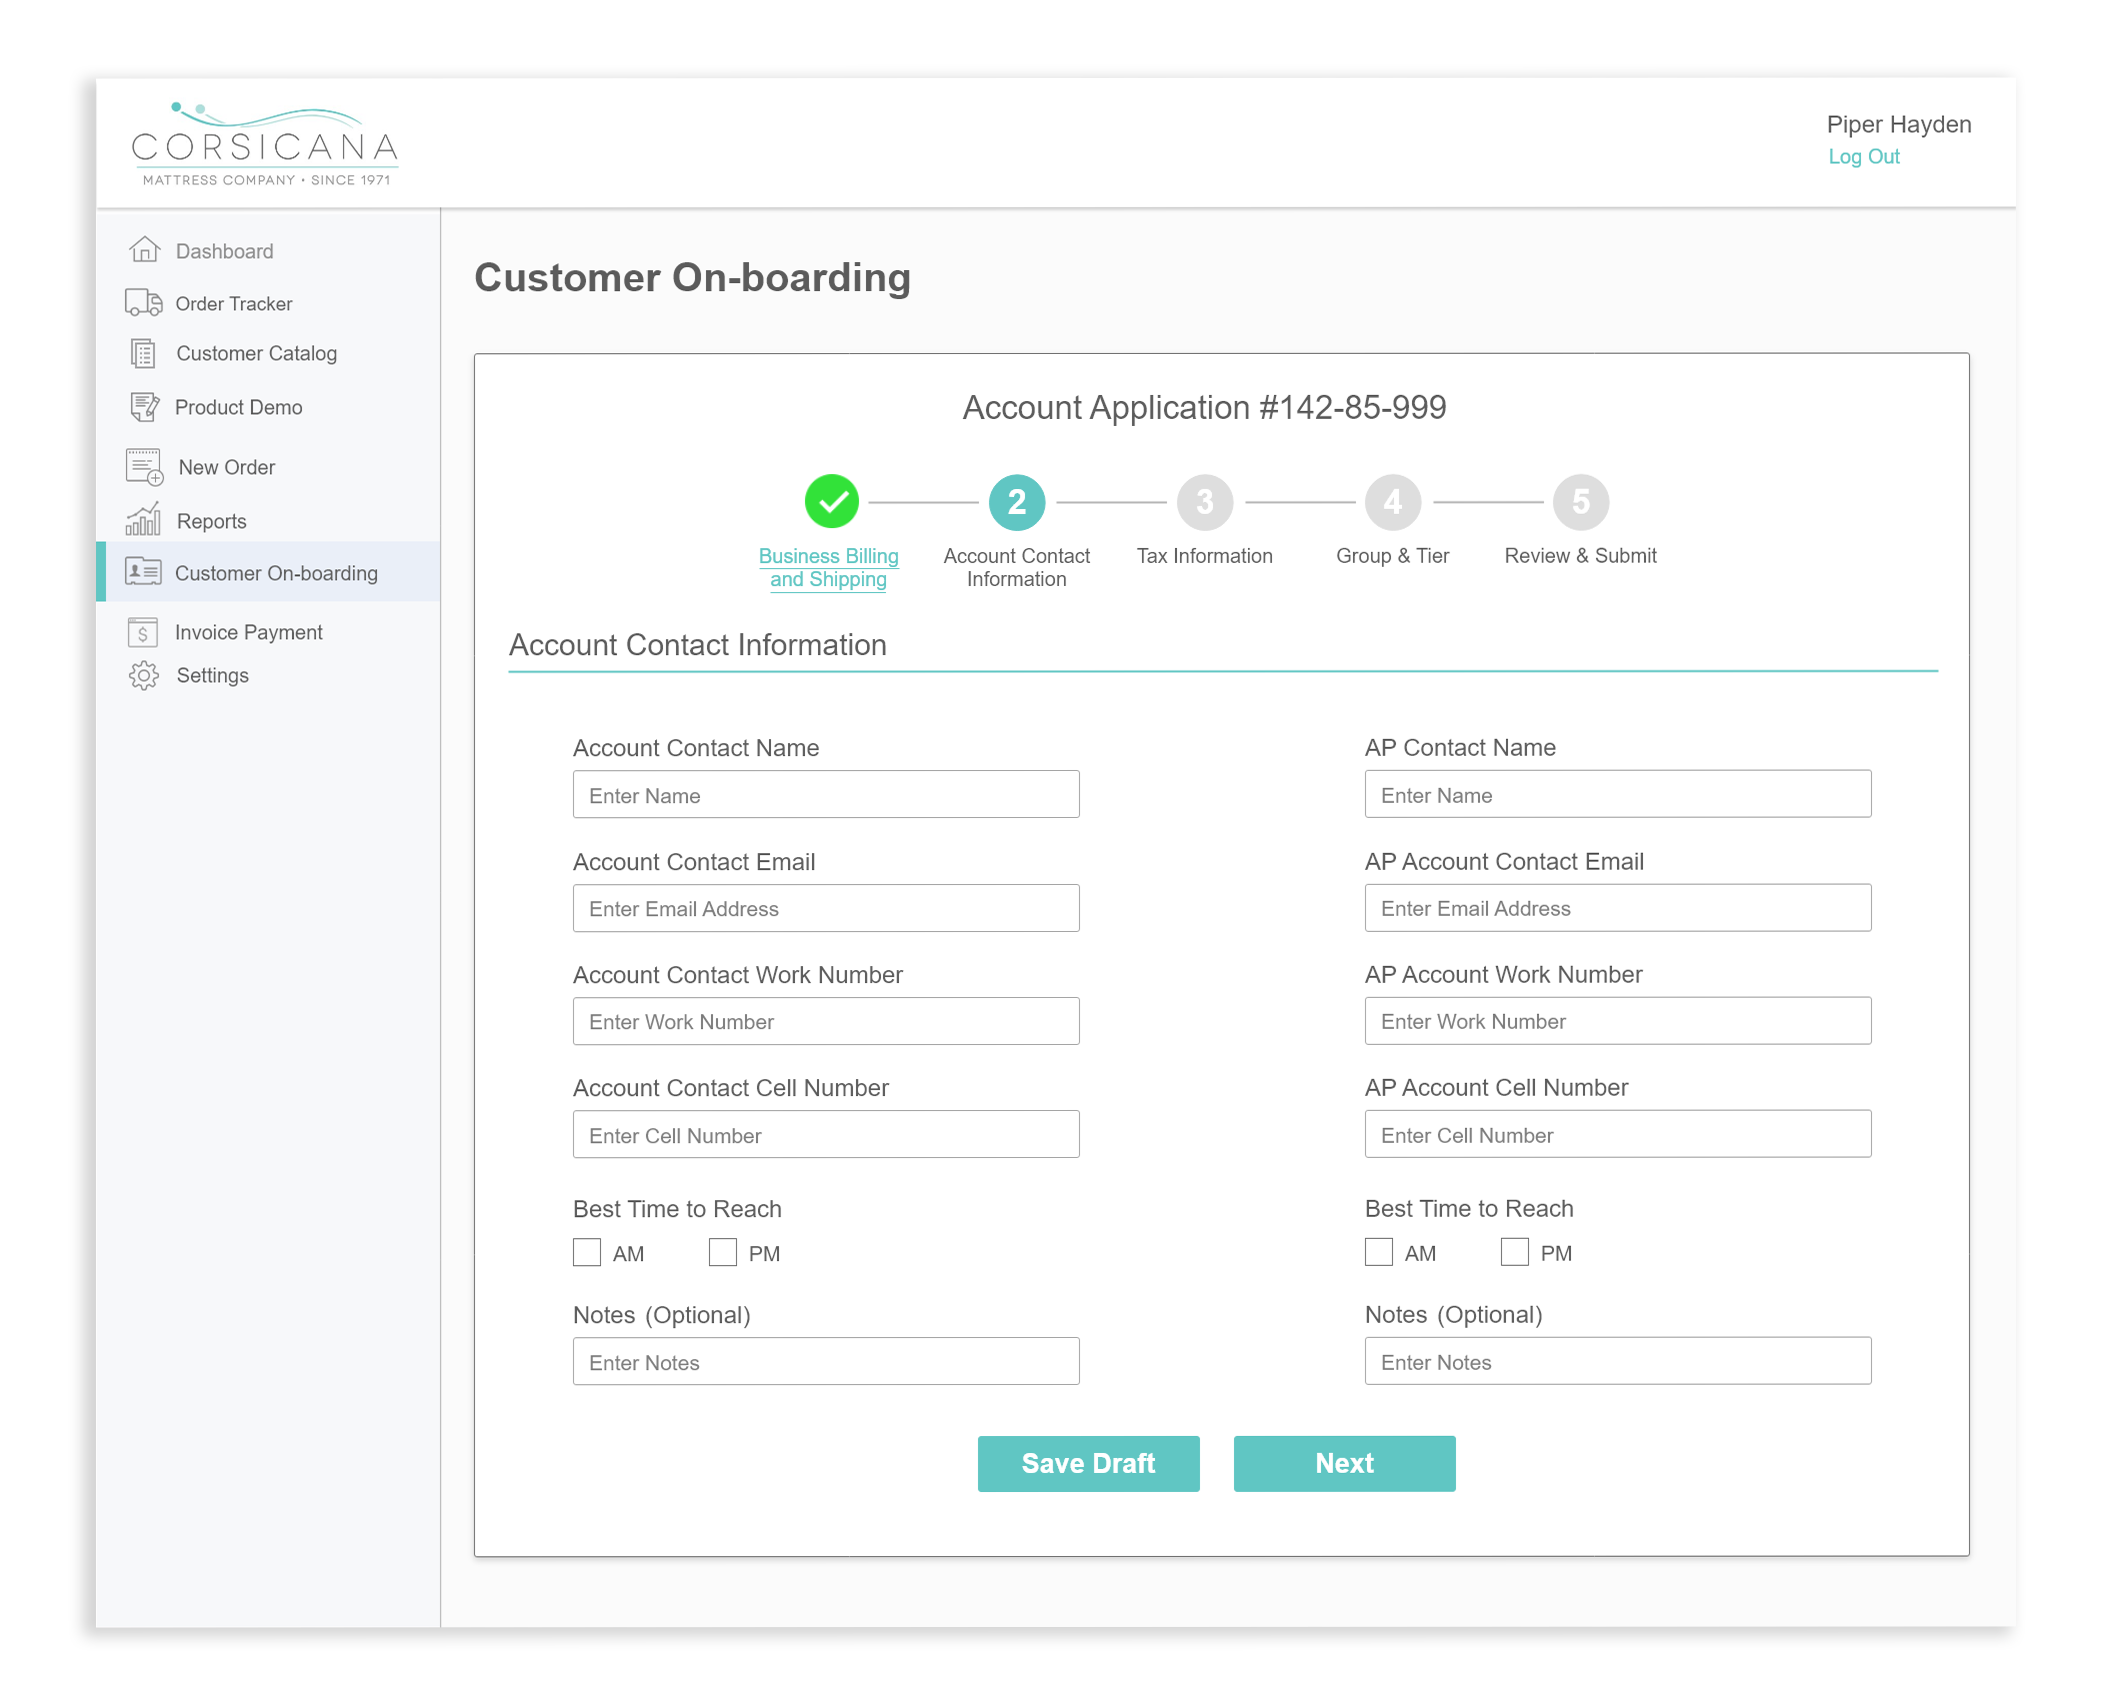 CORSICANA
MATTRESS COMPANY • SINCE 1971
Piper Hayden
Log Out
Dashboard
Order Tracker
Customer Catalog
Product Demo
New Order
Reports
Customer On-boarding
$
Invoice Payment
Settings
Customer On-boarding
Account Application #142-85-999
2
3
4
5
Business Billing
and Shipping
Account Contact
Information
Tax Information
Group & Tier
Review & Submit
Account Contact Information
Account Contact Name
Enter Name
Account Contact Email
Enter Email Address
Account Contact Work Number
Enter Work Number
Account Contact Cell Number
Enter Cell Number
Best Time to Reach
AM PM
Notes (Optional)
Enter Notes
AP Contact Name
Enter Name
AP Account Contact Email
Enter Email Address
AP Account Work Number
Enter Work Number
AP Account Cell Number
Enter Cell Number
Best Time to Reach
AM PM
Notes (Optional)
Enter Notes
Save Draft
Next